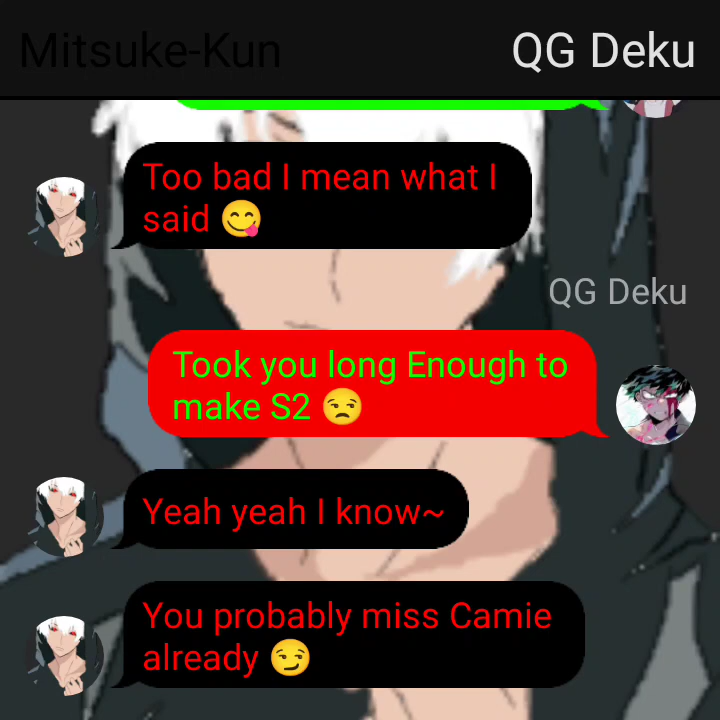 Mitsuke-Kun QG Deku
Too bad I mean what I
said 😋
QG Deku
Took you long Enough to
make S2 😒
Yeah yeah I know~
You probably miss Camie
already 😏